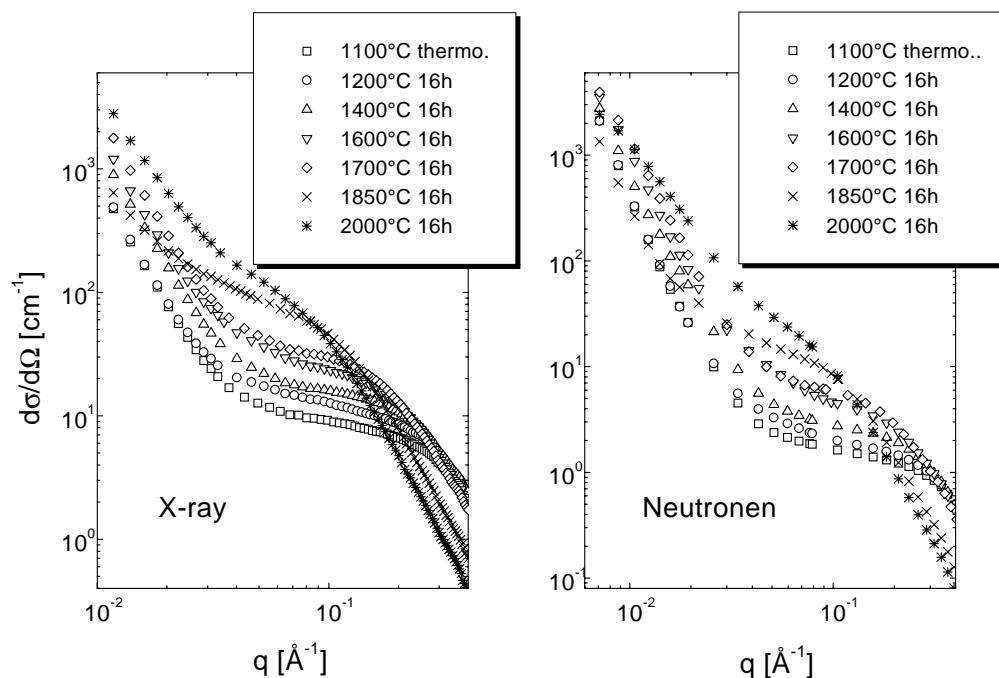 1100°C thermo.
1200°C 16h
1400°C 16h
1600°C 16h
1700°C 16h
1850°C 16h
2000°C 16h
10³
10²
10¹
10⁰
dσ/dΩ [cm⁻¹]
X-ray
10⁻²
10⁻¹
q [Å⁻¹]
1100°C thermo..
1200°C 16h
1400°C 16h
1600°C 16h
1700°C 16h
1850°C 16h
2000°C 16h
10³
10²
10¹
10⁰
10⁻¹
Neutronen
10⁻²
10⁻¹
q [Å⁻¹]